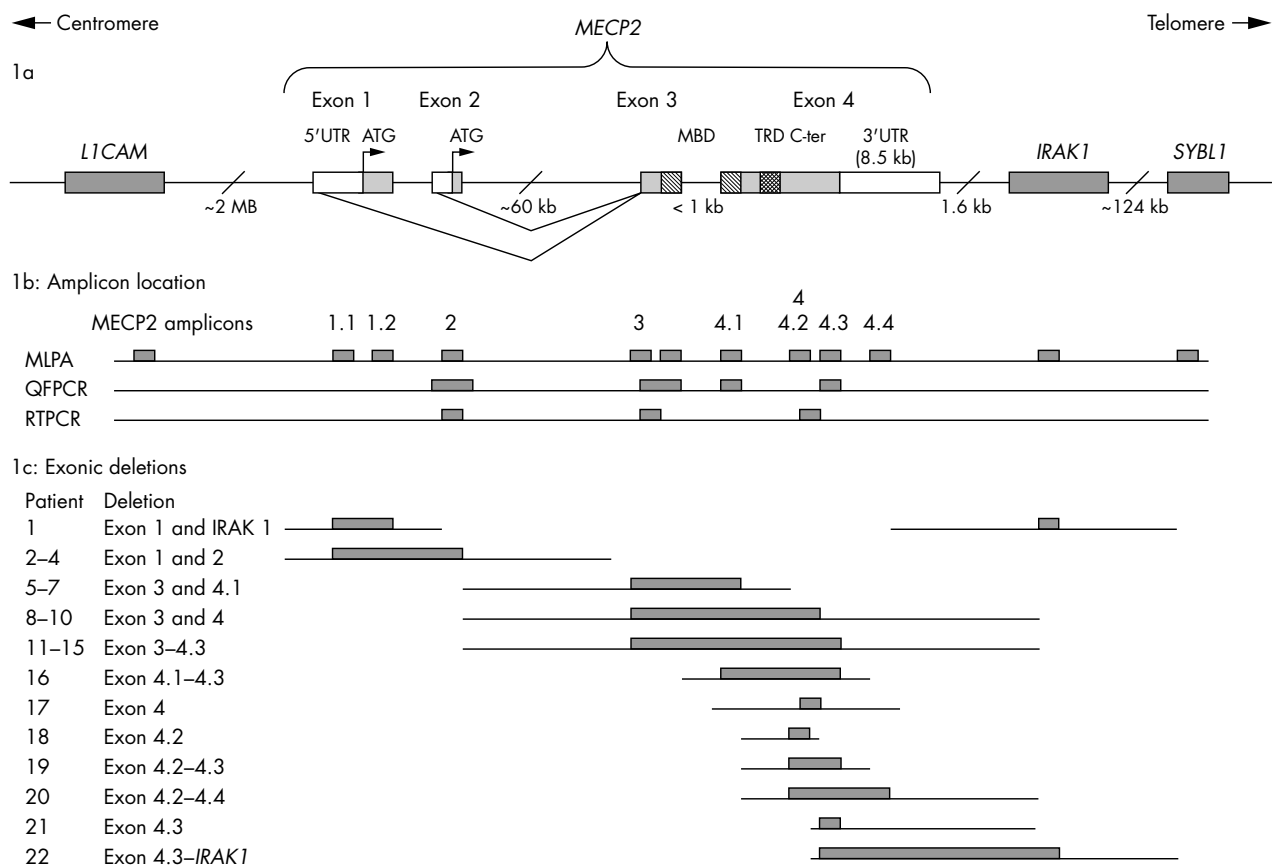 Centromere MECP2 Telomere
1a
Exon 1 Exon 2 Exon 3 Exon 4
L1CAM 5'UTR ATG ATG MBD TRD C-ter 3'UTR (8.5 kb) IRAK1 SYBL1
~2 MB ~60 kb < 1 kb 1.6 kb ~124 kb
1b: Amplicon location
4
MECP2 amplicons 1.1 1.2 2 3 4.1 4.2 4.3 4.4
MLPA
QFPCR
RTPCR
1c: Exonic deletions
Patient Deletion
1 Exon 1 and IRAK 1
2–4 Exon 1 and 2
5–7 Exon 3 and 4.1
8–10 Exon 3 and 4
11–15 Exon 3–4.3
16 Exon 4.1–4.3
17 Exon 4
18 Exon 4.2
19 Exon 4.2–4.3
20 Exon 4.2–4.4
21 Exon 4.3
22 Exon 4.3–IRAK1